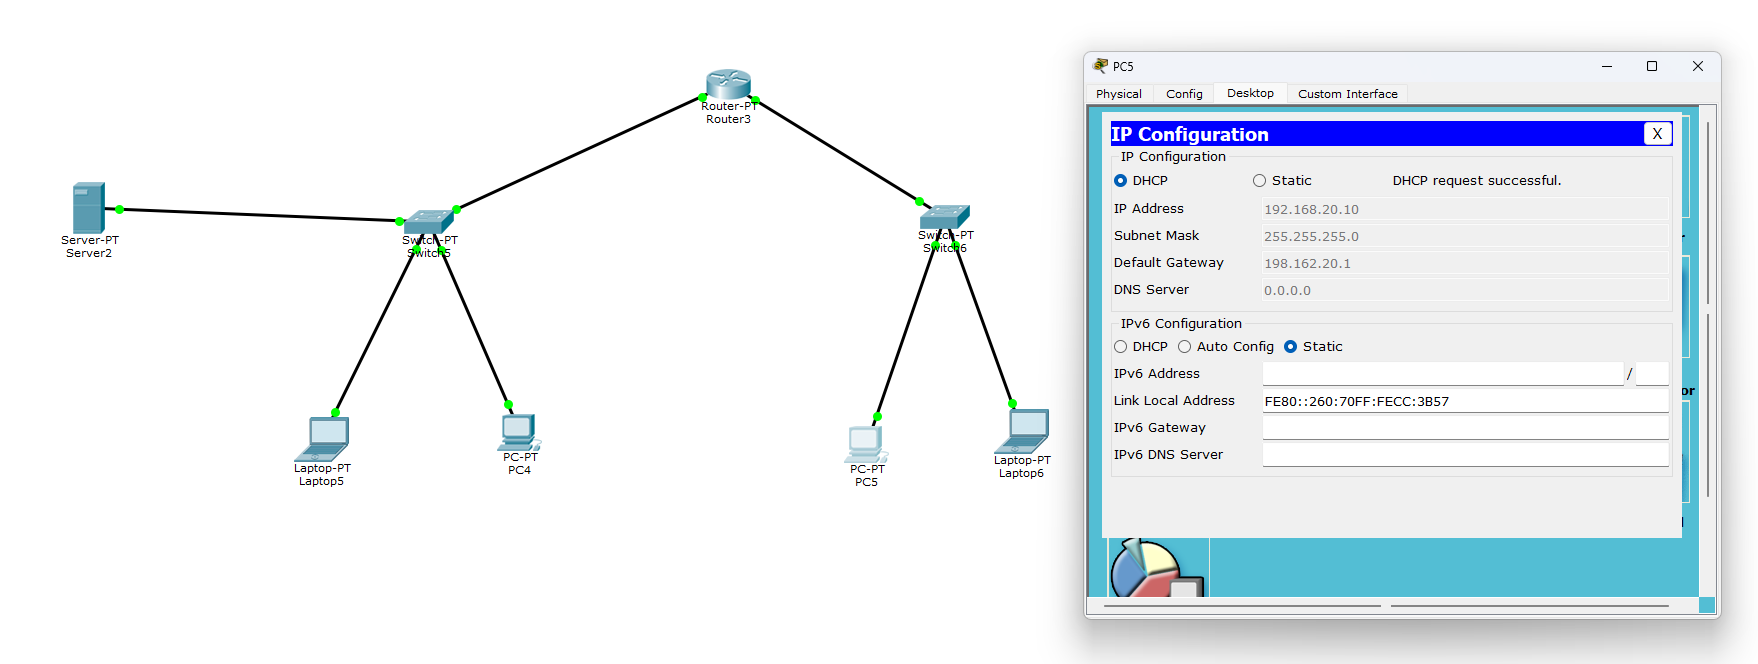 Router-PT
Router3
Server-PT
Server2
Switch-PT
Switch5
Switch-PT
Switch6
Laptop-PT
Laptop5
PC-PT
PC4
PC-PT
PC5
Laptop-PT
Laptop6
PC5
Physical Config Desktop Custom Interface
IP Configuration X
IP Configuration
DHCP Static DHCP request successful.
IP Address 192.168.20.10
Subnet Mask 255.255.255.0
Default Gateway 198.162.20.1
DNS Server 0.0.0.0
IPv6 Configuration
DHCP Auto Config Static
IPv6 Address /
Link Local Address FE80::260:70FF:FECC:3B57
IPv6 Gateway
IPv6 DNS Server
or